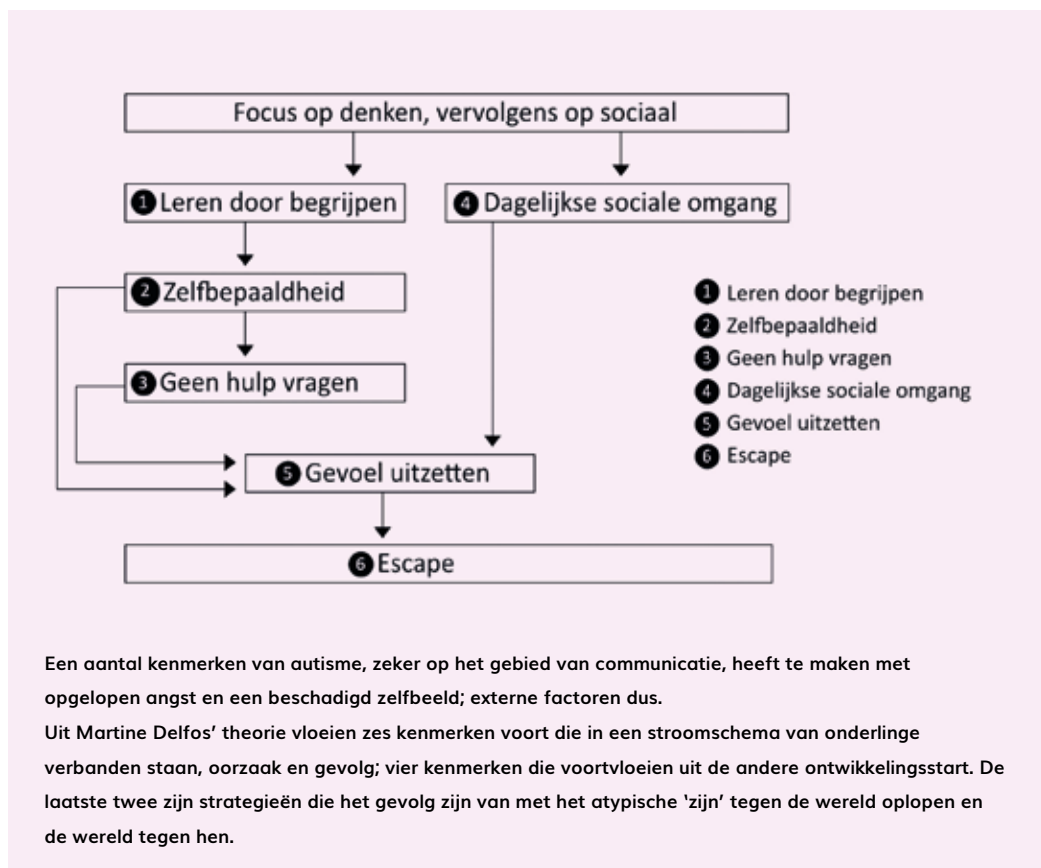 Focus op denken, vervolgens op sociaal
1 Leren door begrijpen
4 Dagelijkse sociale omgang
2 Zelfbepaaldheid
3 Geen hulp vragen
5 Gevoel uitzetten
6 Escape
1 Leren door begrijpen
2 Zelfbepaaldheid
3 Geen hulp vragen
4 Dagelijkse sociale omgang
5 Gevoel uitzetten
6 Escape
Een aantal kenmerken van autisme, zeker op het gebied van communicatie, heeft te maken met
opgelopen angst en een beschadigd zelfbeeld; externe factoren dus.
Uit Martine Delfos’ theorie vloeien zes kenmerken voort die in een stroomschema van onderlinge
verbanden staan, oorzaak en gevolg; vier kenmerken die voortvloeien uit de andere ontwikkelingsstart. De
laatste twee zijn strategieën die het gevolg zijn van met het atypische ‘zijn’ tegen de wereld oplopen en
de wereld tegen hen.